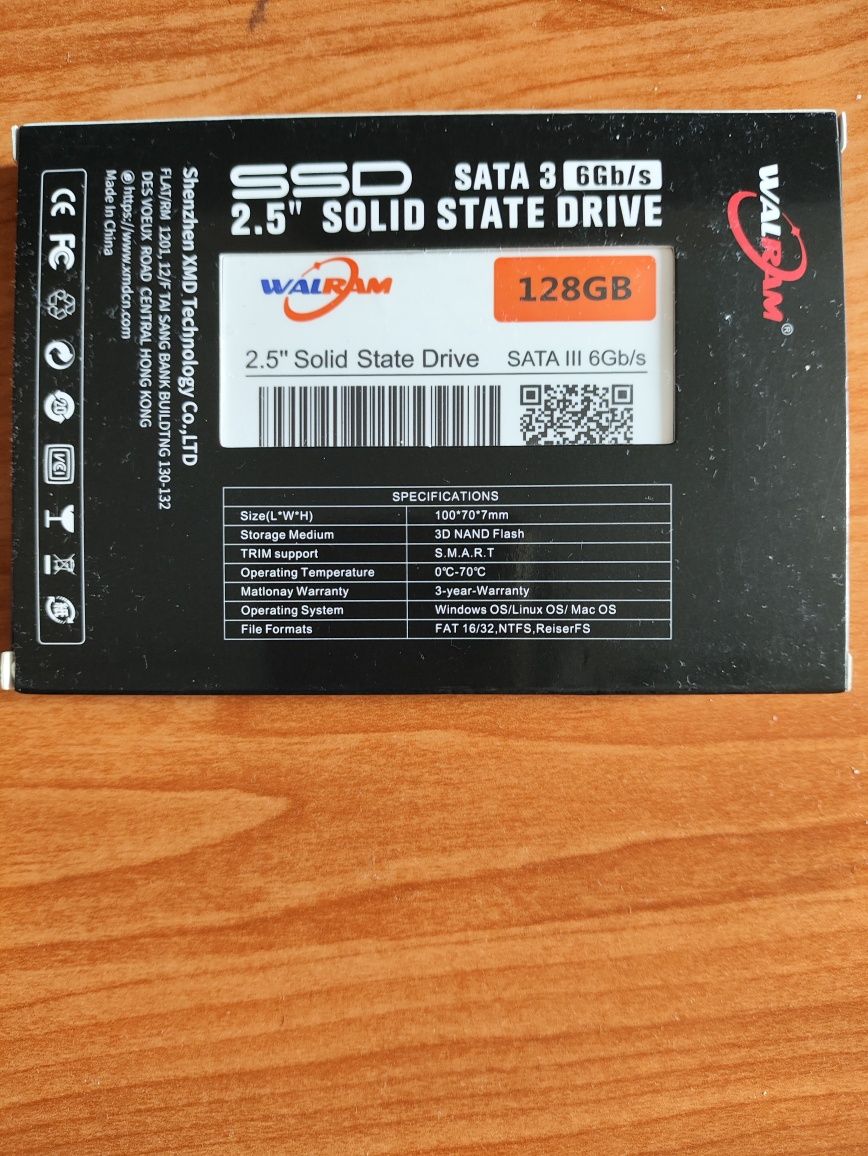 SSD SATA 3 6Gb/s
2.5" SOLID STATE DRIVE
WALRAM®
WALRAM 128GB
2.5" Solid State Drive SATA III 6Gb/s
SPECIFICATIONS
Size(L*W*H) 100*70*7mm
Storage Medium 3D NAND Flash
TRIM support S.M.A.R.T
Operating Temperature 0℃-70℃
Matlonay Warranty 3-year-Warranty
Operating System Windows OS/Linux OS/ Mac OS
File Formats FAT 16/32,NTFS,ReiserFS
Shenzhen XMD Technology Co.,LTD
FLAT/RM 1201,12/F TAI SANG BANK BUILDTNG 130-132
DES VOEUX ROAD CENTRAL HONG KONG
https://www.xmdcn.com
Made in China
CE FC